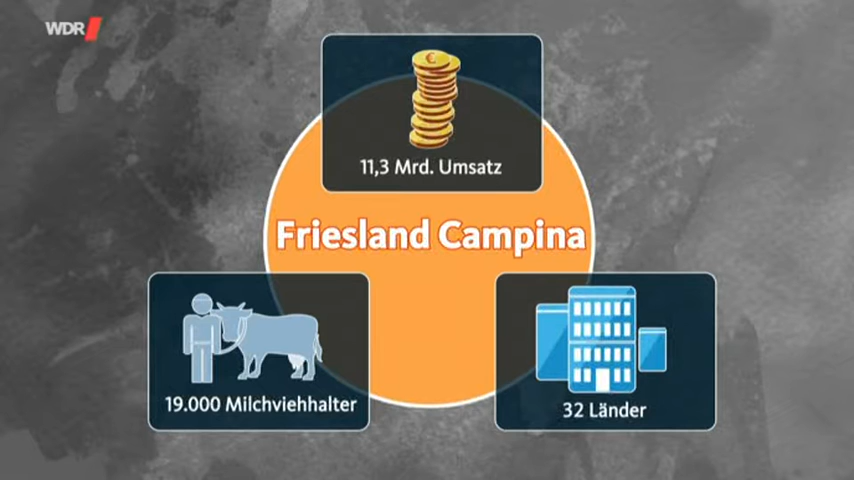 WDR
11,3 Mrd. Umsatz
Friesland Campina
19.000 Milchviehhalter
32 Länder